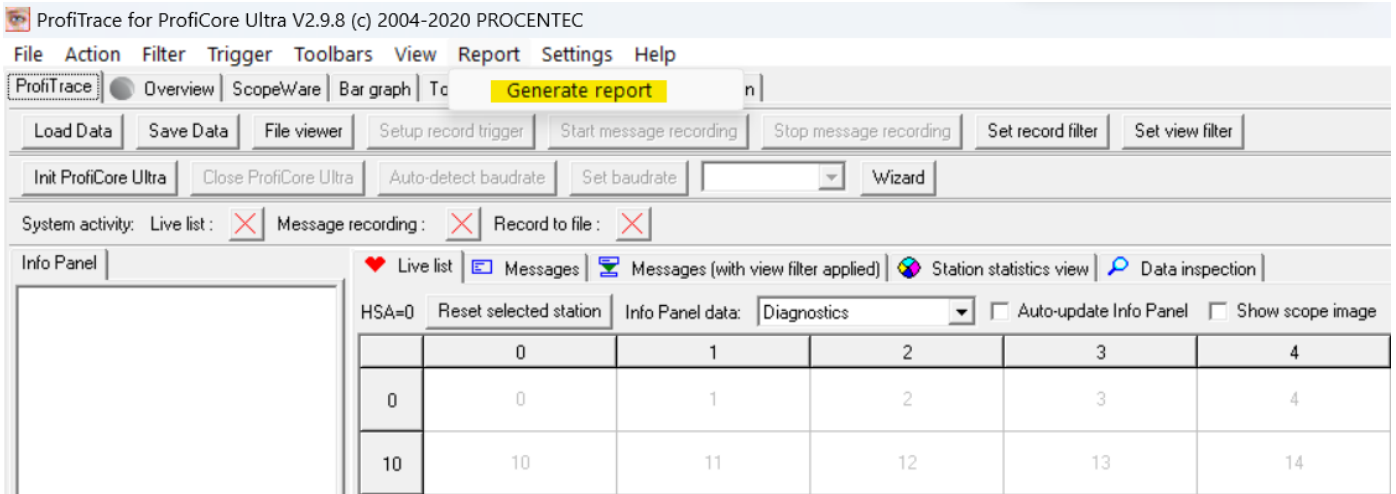 ProfiTrace for ProfiCore Ultra V2.9.8 (c) 2004-2020 PROCENTEC
File Action Filter Trigger Toolbars View Report Settings Help
ProfiTrace Overview ScopeWare Bar graph Generate report
Load Data Save Data File viewer Setup record trigger Start message recording Stop message recording Set record filter Set view filter
Init ProfiCore Ultra Close ProfiCore Ultra Auto-detect baudrate Set baudrate Wizard
System activity: Live list : Message recording : Record to file :
Info Panel Live list Messages Messages (with view filter applied) Station statistics view Data inspection
HSA=0 Reset selected station Info Panel data: Diagnostics Auto-update Info Panel Show scope image
0 1 2 3 4
0 0 1 2 3 4
10 10 11 12 13 14